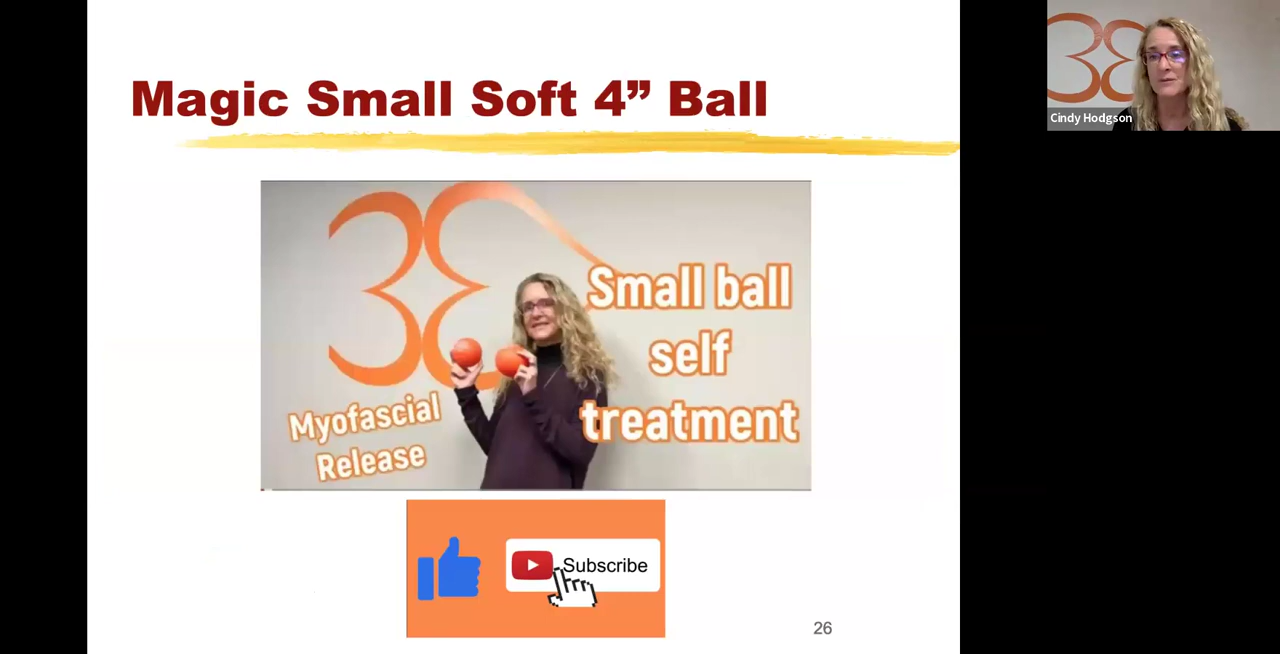 Magic Small Soft 4” Ball
Cindy Hodgson
Small ball
self
treatment
Myofascial
Release
Subscribe
26